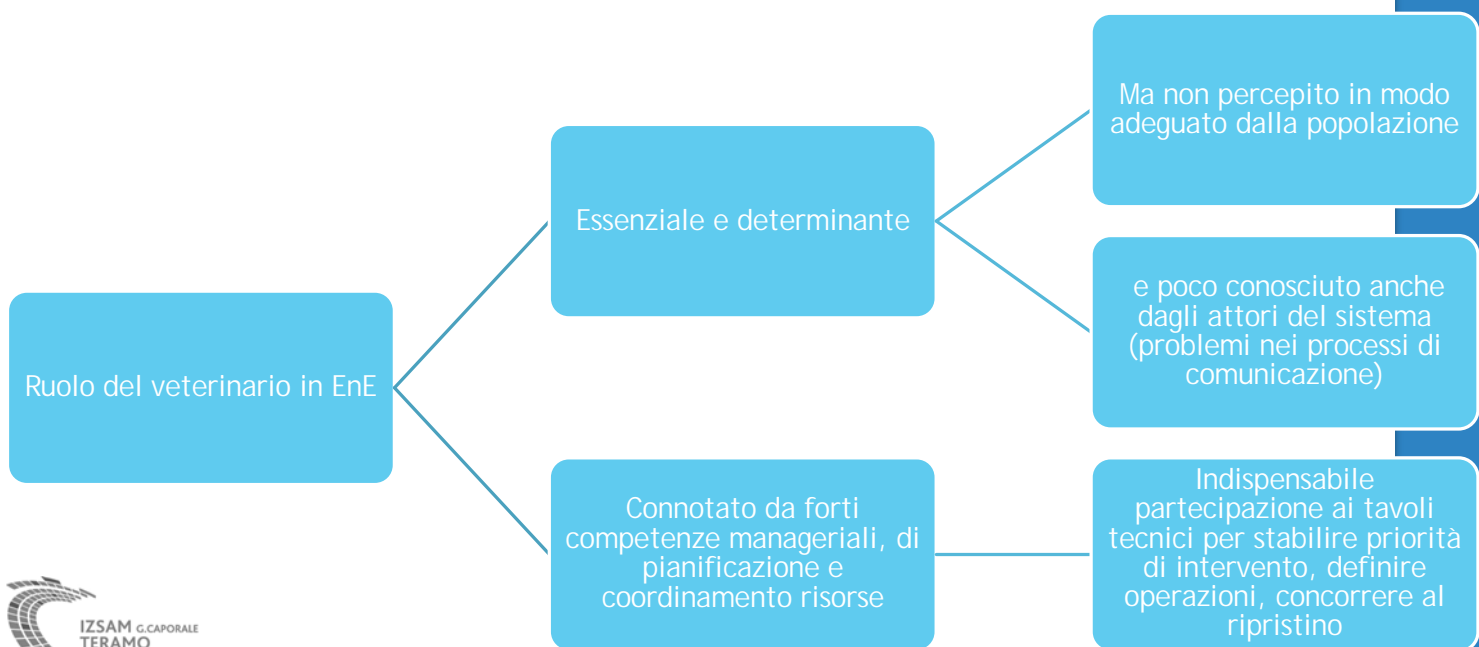 Ruolo del veterinario in EnE
Essenziale e determinante
Ma non percepito in modo
adeguato dalla popolazione
e poco conosciuto anche
dagli attori del sistema
(problemi nei processi di
comunicazione)
Connotato da forti
competenze manageriali, di
pianificazione e
coordinamento risorse
Indispensabile
partecipazione ai tavoli
tecnici per stabilire priorità
di intervento, definire
operazioni, concorrere al
ripristino
IZSAM G.CAPORALE
TERAMO